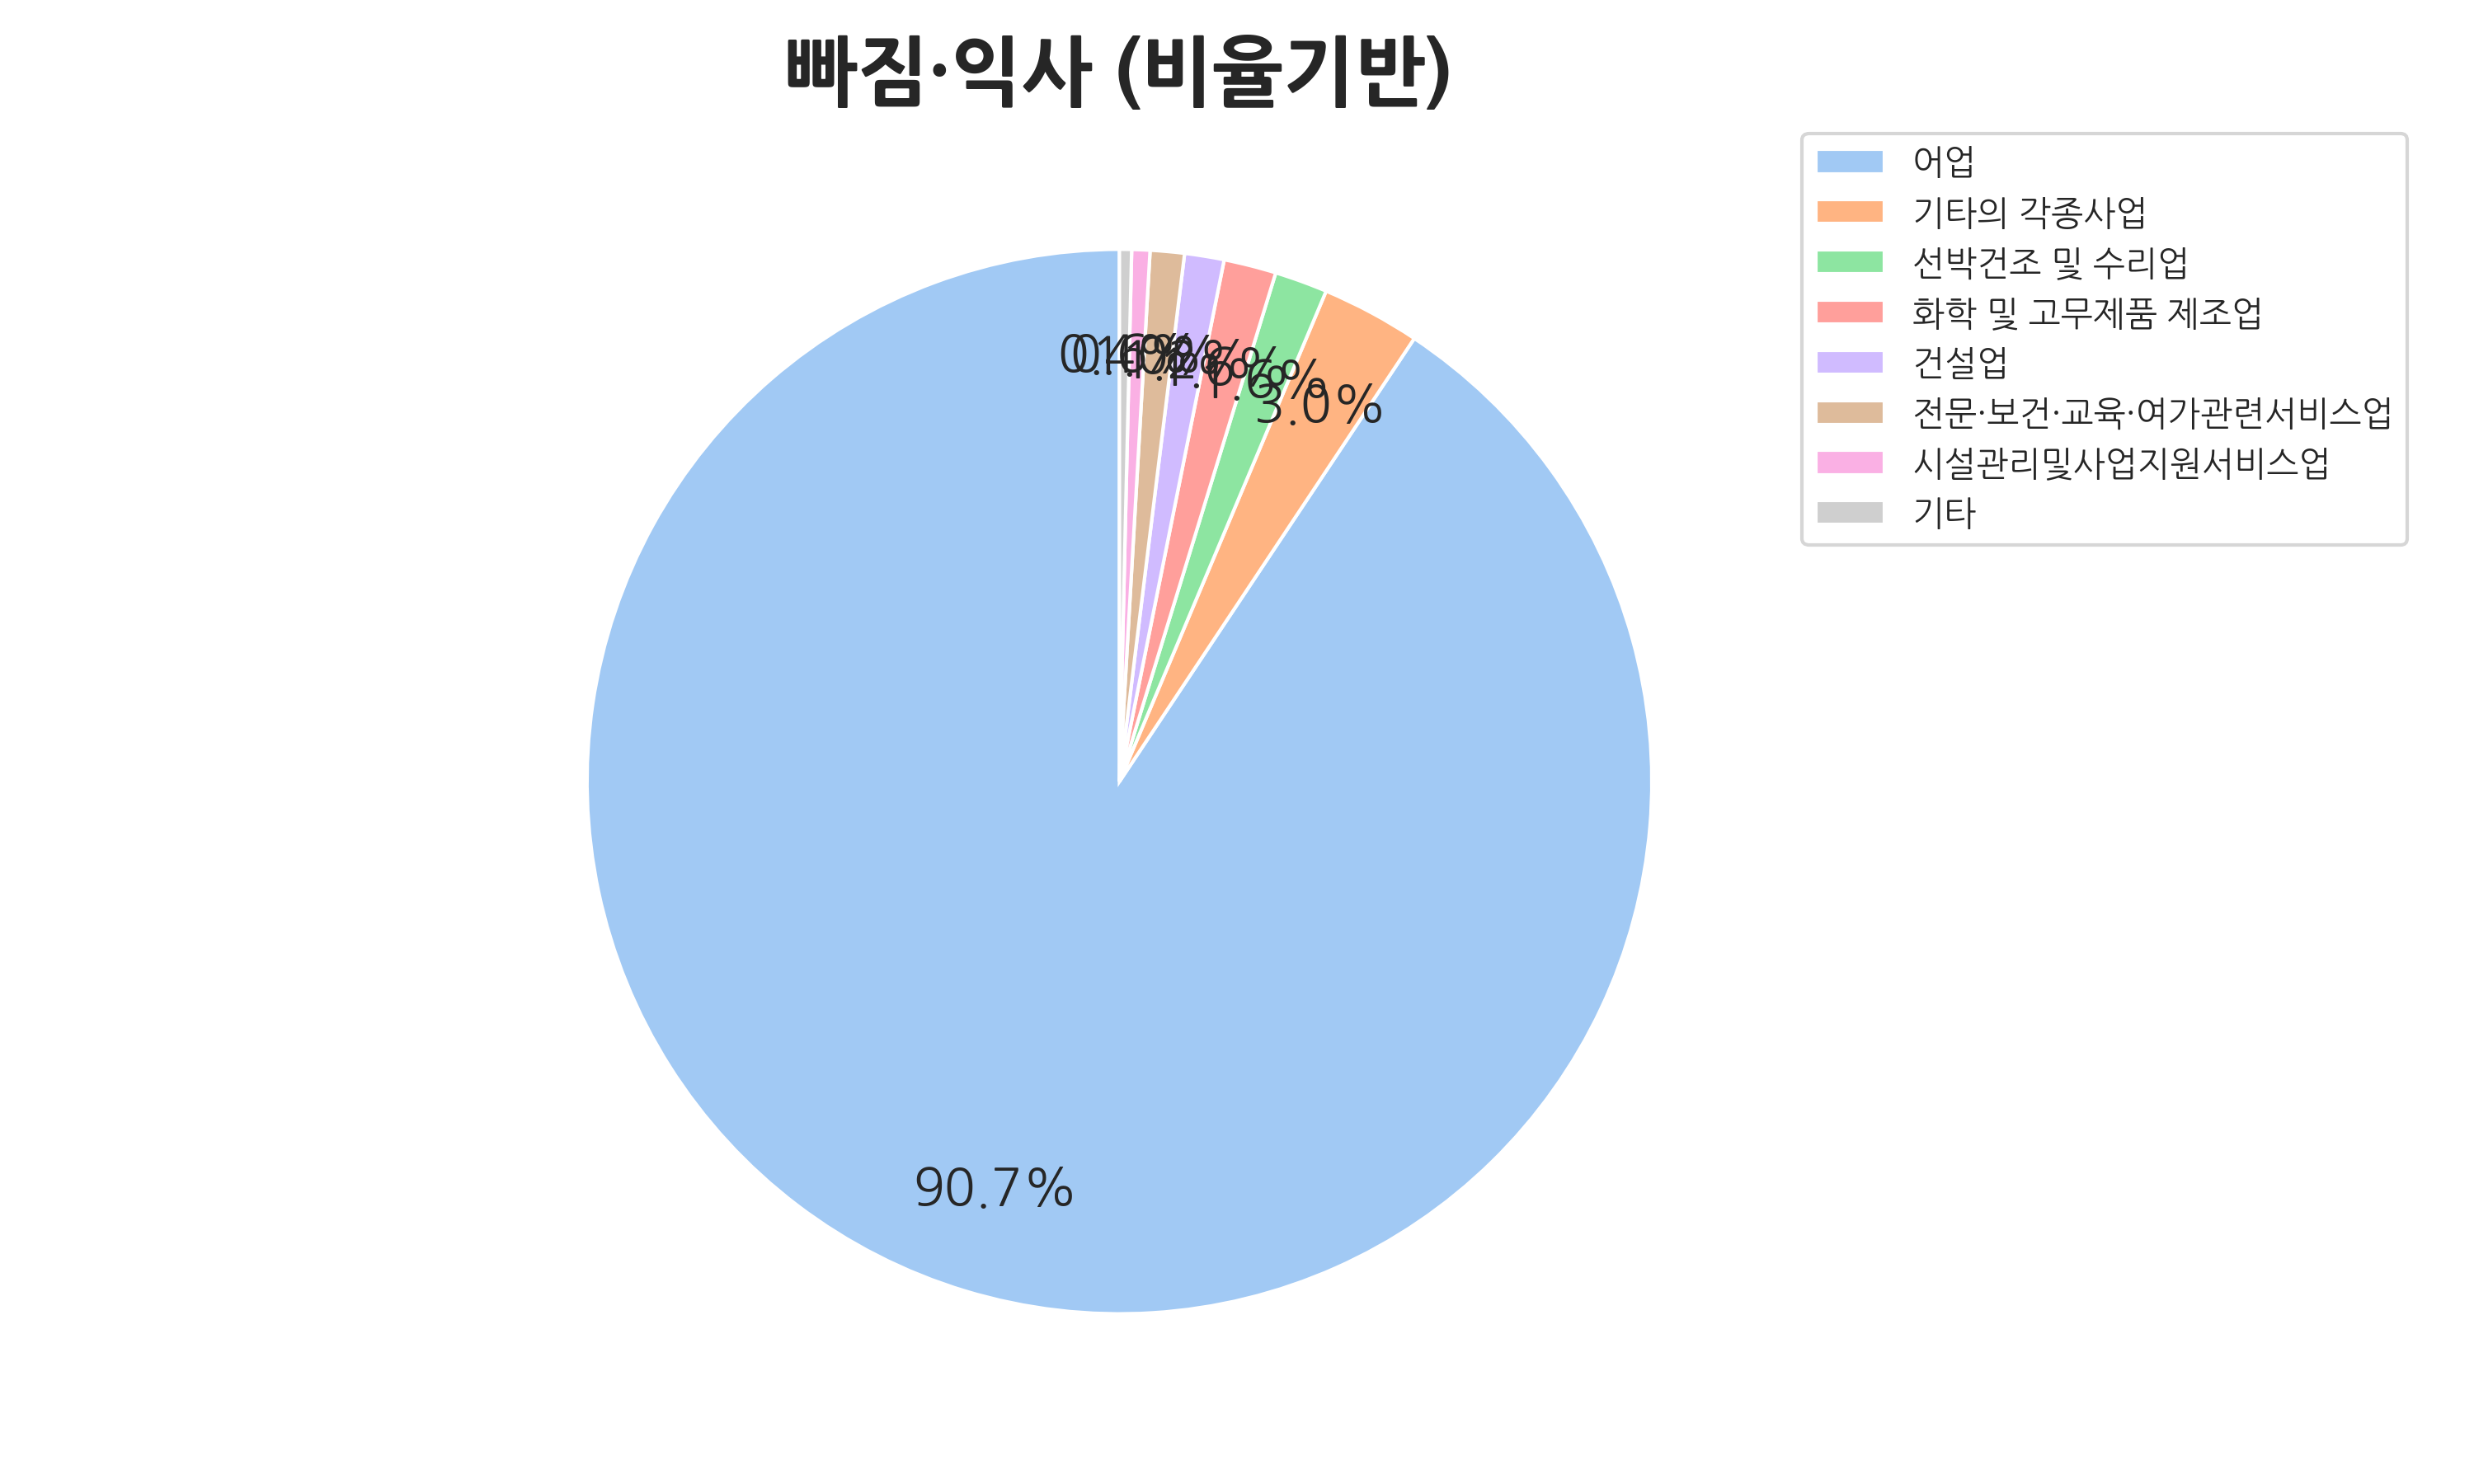 빠짐·익사 (비율기반)
어업
기타의 각종사업
선박건조 및 수리업
화학 및 고무제품 제조업
건설업
전문·보건·교육·여가관련서비스업
시설관리및사업지원서비스업
기타
3.0%
90.7%